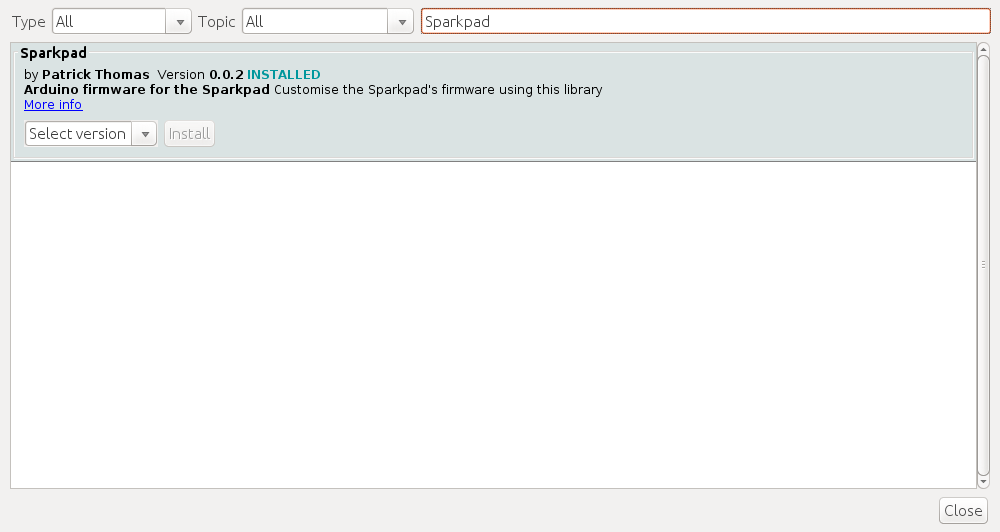 Type All Topic All Sparkpad
Sparkpad
by Patrick Thomas Version 0.0.2 INSTALLED
Arduino firmware for the Sparkpad Customise the Sparkpad's firmware using this library
More info
Select version Install
Close